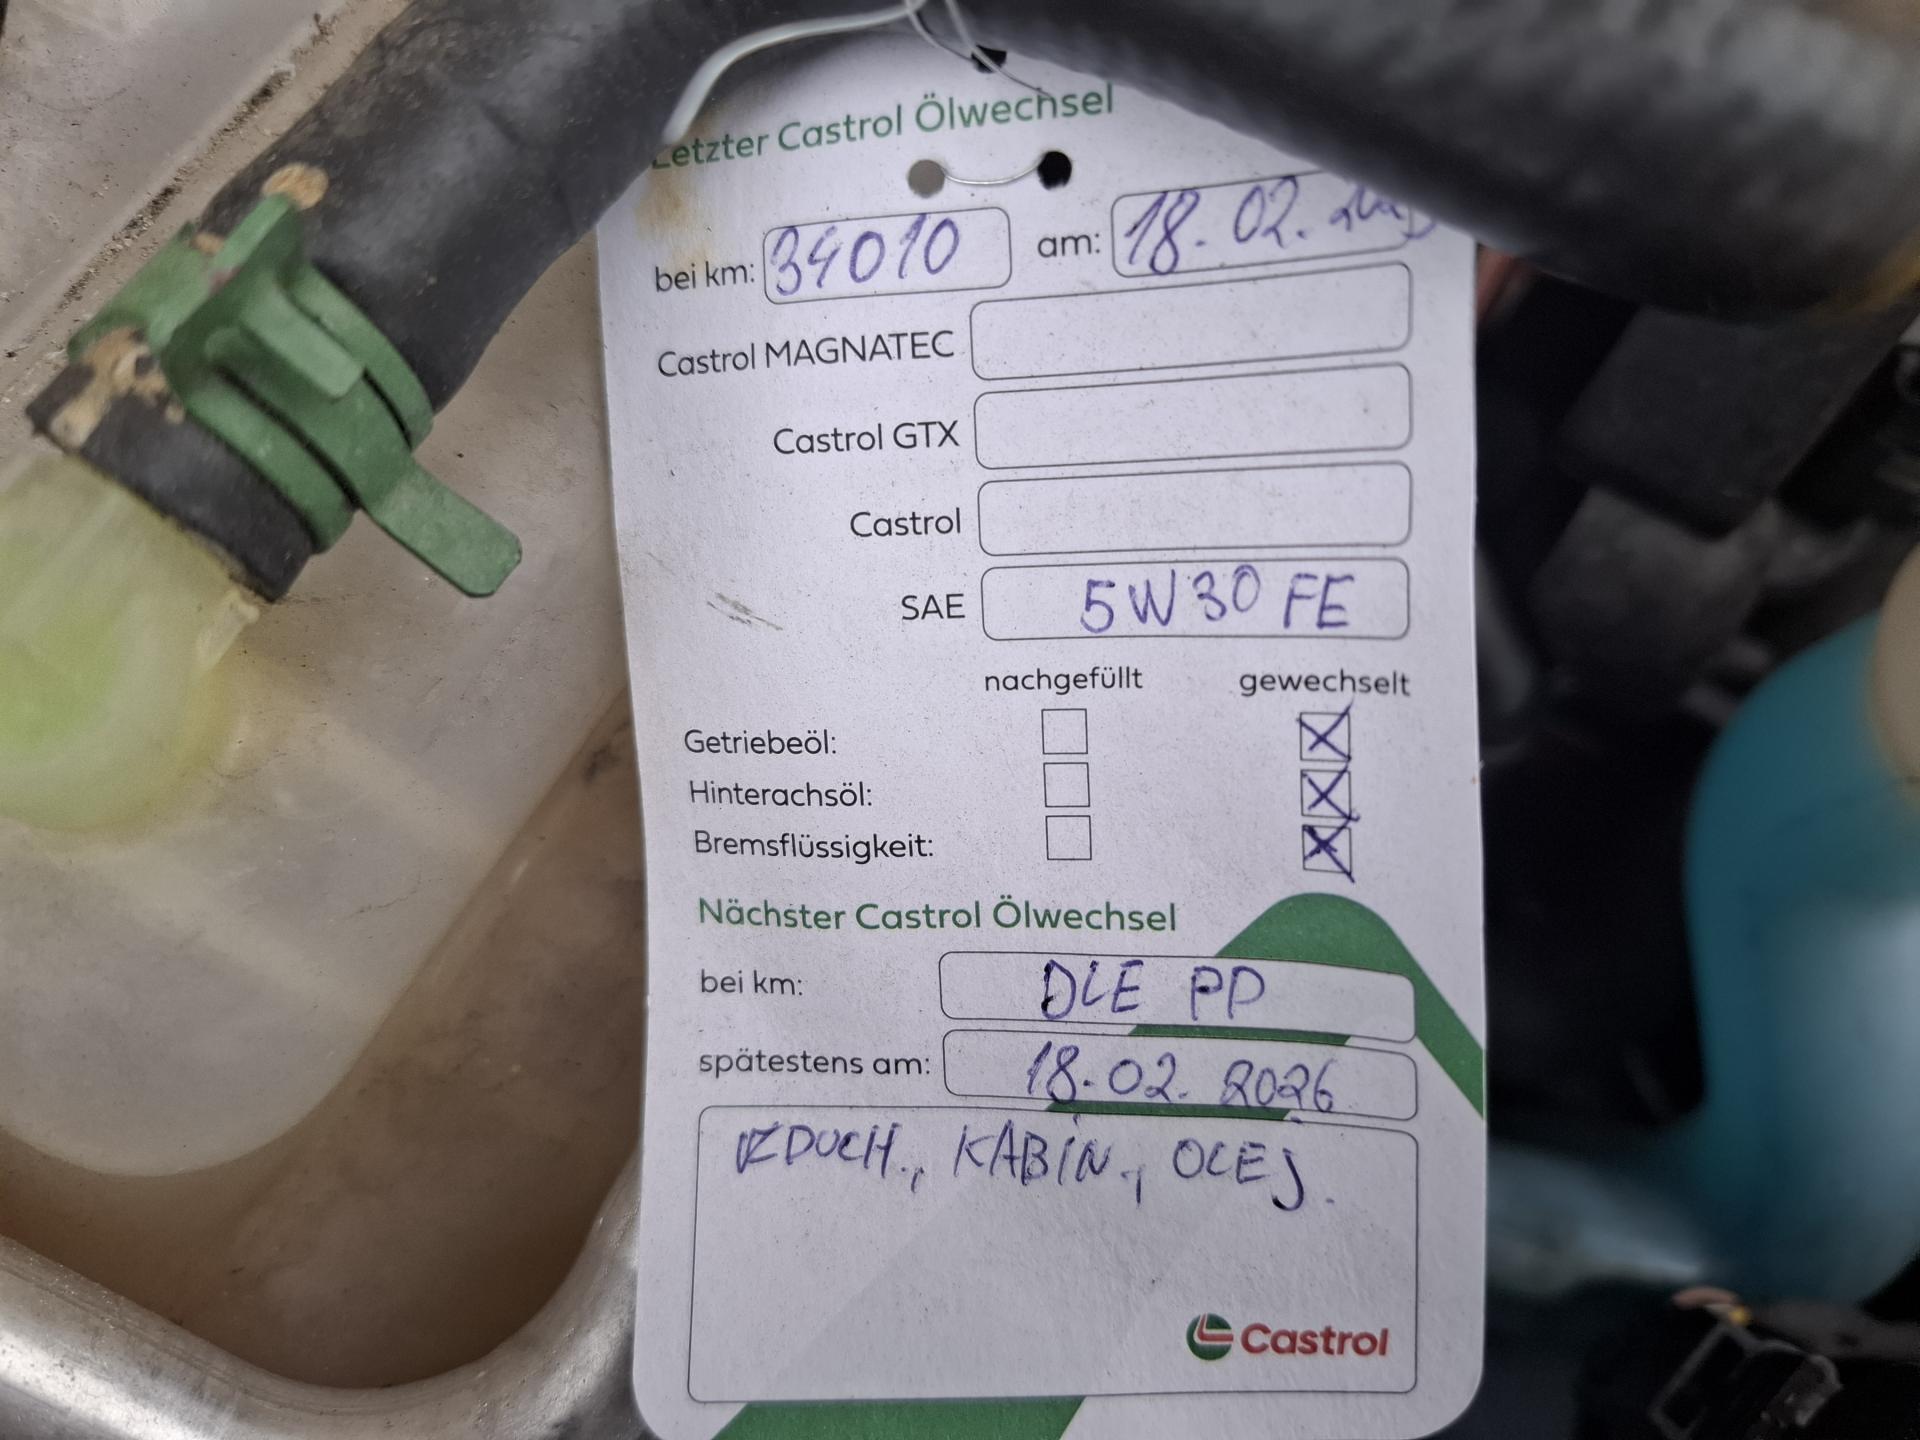 Letzter Castrol Ölwechsel
bei km: 34010 am: 18.02.
Castrol MAGNATEC
Castrol GTX
Castrol
SAE 5W30 FE
nachgefüllt gewechselt
Getriebeöl:
Hinterachsöl:
Bremsflüssigkeit:
Nächster Castrol Ölwechsel
bei km: DLE PP
spätestens am: 18.02.2026
VZDUCH., KABIN., OLEJ.
Castrol